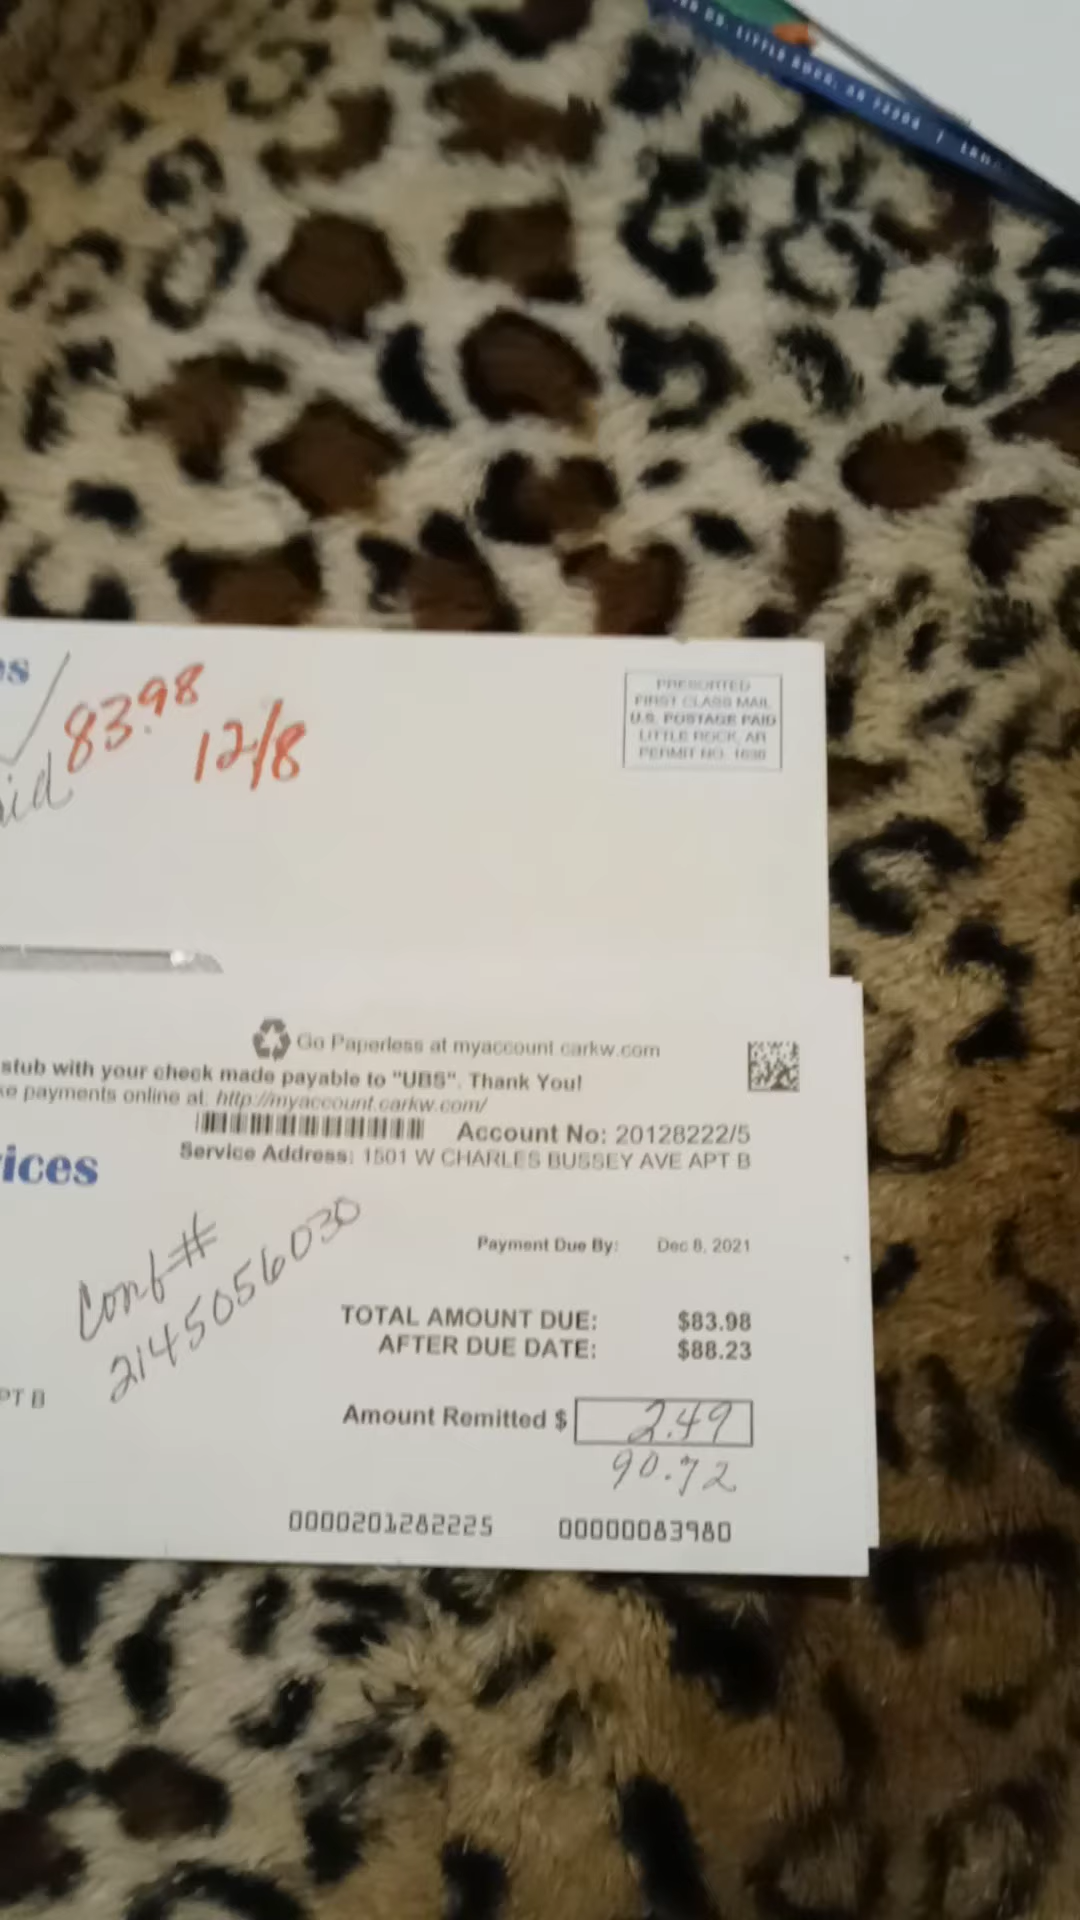 LITTLE ROCK, AR
83.98
12/8
PRESORTED
FIRST CLASS MAIL
U.S. POSTAGE PAID
LITTLE ROCK, AR
PERMIT NO. 1630
Go Paperless at myaccount.carkw.com
stub with your check made payable to "UBS". Thank You!
payments online at: http://myaccount.carkw.com/
Account No: 20128222/5
Service Address: 1501 W CHARLES BUSSEY AVE APT B
ices
Conf #
2145056030
Payment Due By: Dec 8, 2021
TOTAL AMOUNT DUE: $83.98
AFTER DUE DATE: $88.23
PT B
Amount Remitted $ 2.49
90.72
0000201282225 00000083980